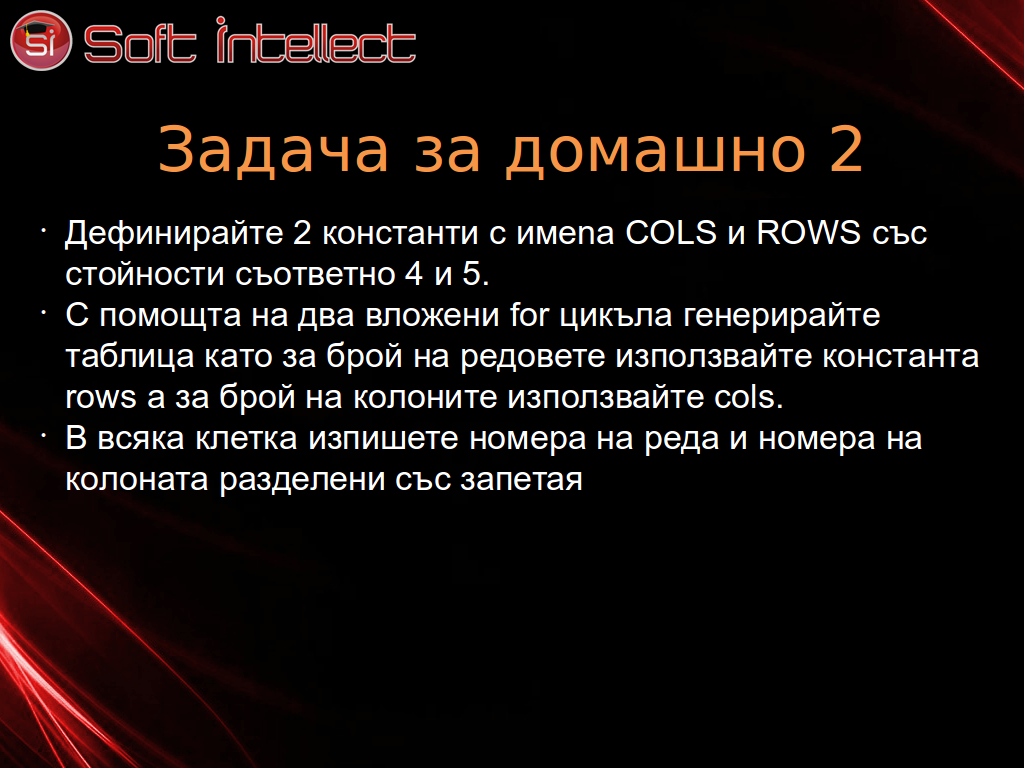 Si Soft Intellect
Задача за домашно 2
· Дефинирайте 2 константи с имena COLS и ROWS със
стойности съответно 4 и 5.
· С помощта на два вложени for цикъла генерирайте
таблица като за брой на редовете използвайте константа
rows а за брой на колоните използвайте cols.
· В всяка клетка изпишете номера на реда и номера на
колоната разделени със запетая